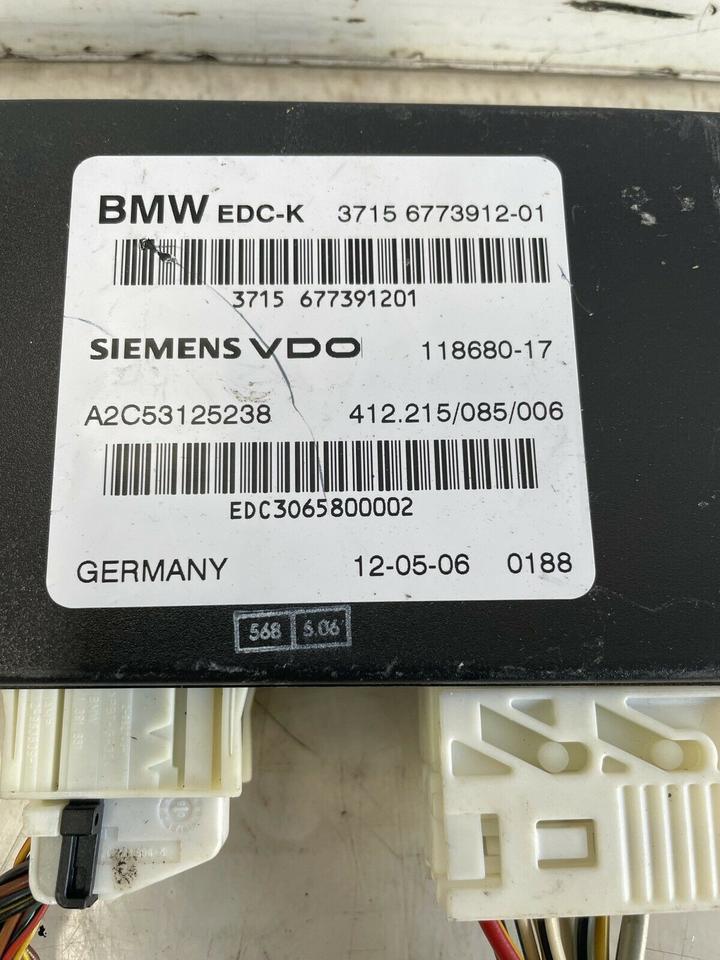 BMW EDC-K 3715 6773912-01
3715 677391201
SIEMENS VDO 118680-17
A2C53125238 412.215/085/006
EDC3065800002
GERMANY 12-05-06 0188
568 5.06